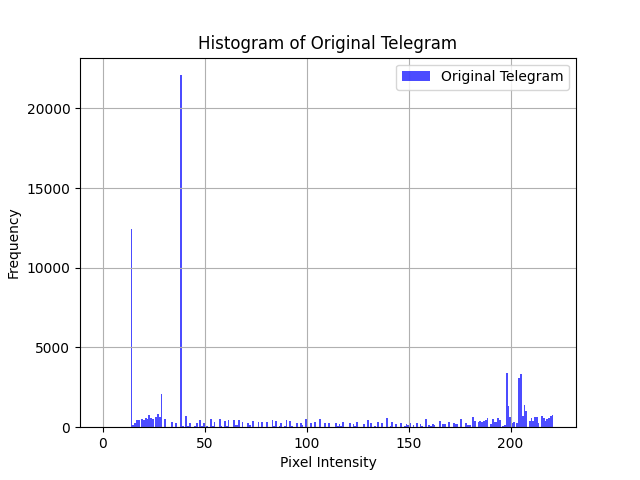 Histogram of Original Telegram
Original Telegram
20000
15000
10000
5000
0
Frequency
0 50 100 150 200
Pixel Intensity